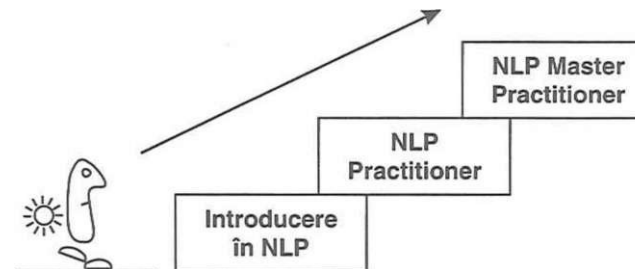 NLP Master
Practitioner
NLP
Practitioner
Introducere
în NLP